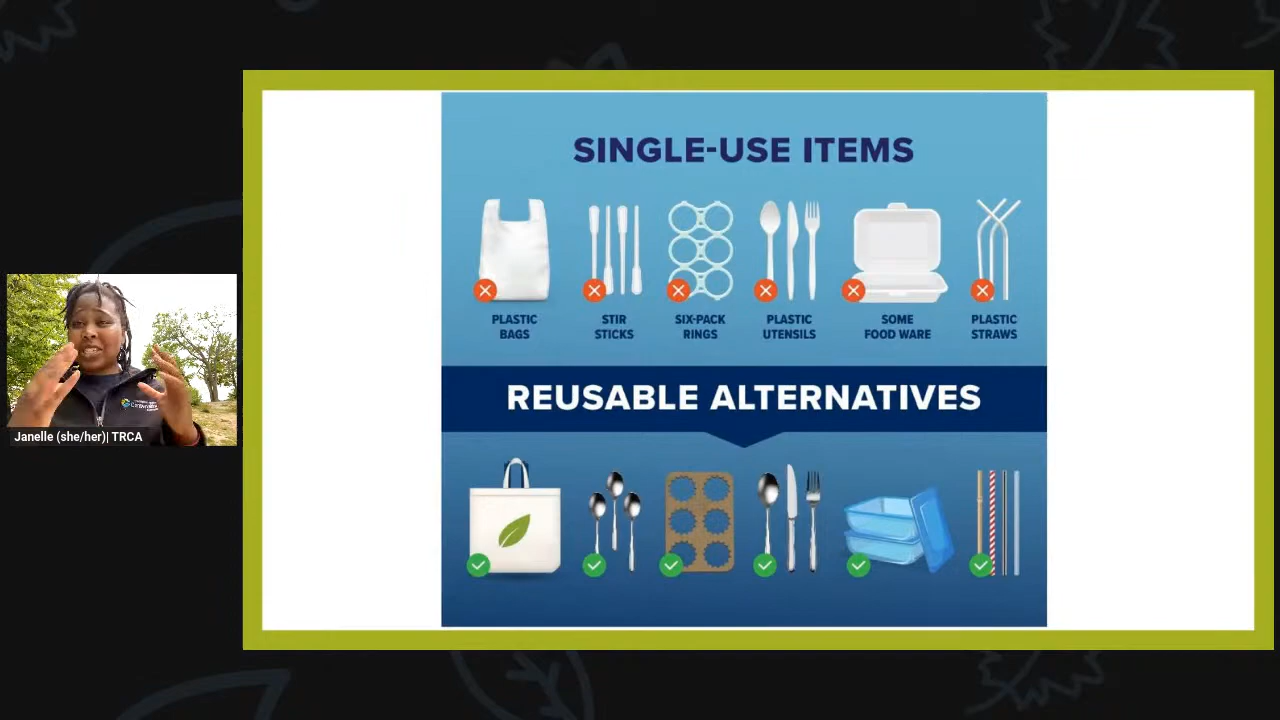 SINGLE-USE ITEMS
PLASTIC
BAGS
STIR
STICKS
SIX-PACK
RINGS
PLASTIC
UTENSILS
SOME
FOOD WARE
PLASTIC
STRAWS
REUSABLE ALTERNATIVES
Janelle (she/her)| TRCA